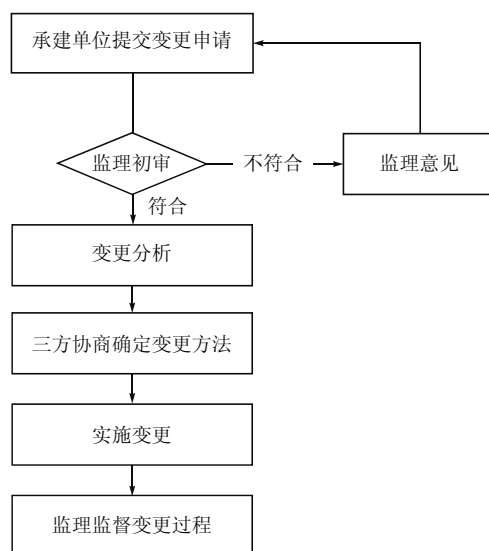 承建单位提交变更申请
监理初审
不符合
监理意见
符合
变更分析
三方协商确定变更方法
实施变更
监理监督变更过程